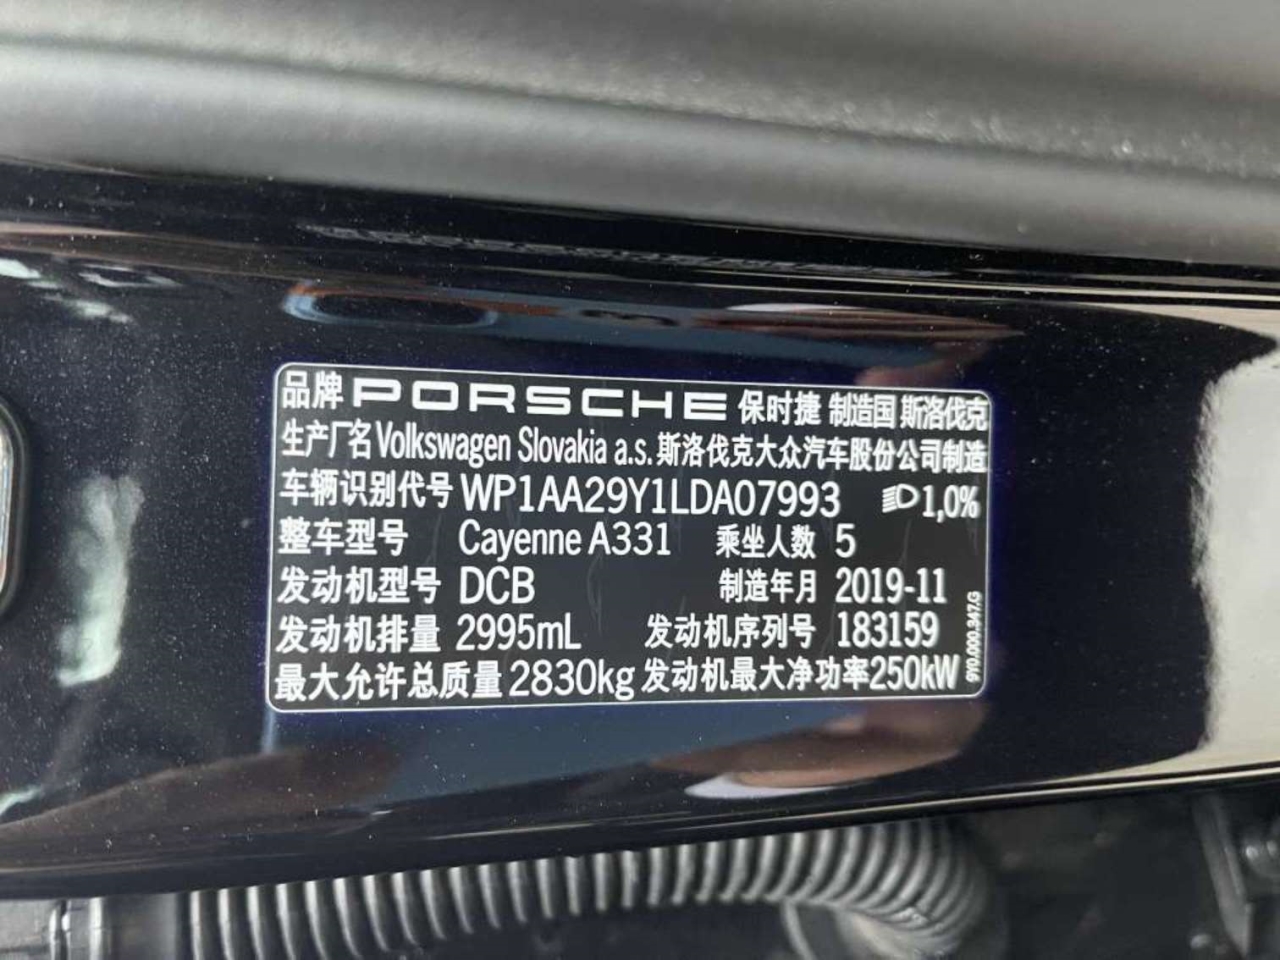 品牌 PORSCHE 保时捷 制造国 斯洛伐克
生产厂名 Volkswagen Slovakia a.s. 斯洛伐克大众汽车股份公司制造
车辆识别代号 WP1AA29Y1LDA07993 1,0%
整车型号 Cayenne A331 乘坐人数 5
发动机型号 DCB 制造年月 2019-11
发动机排量 2995mL 发动机序列号 183159
最大允许总质量 2830kg 发动机最大净功率 250kW
9Y0.000.347.G